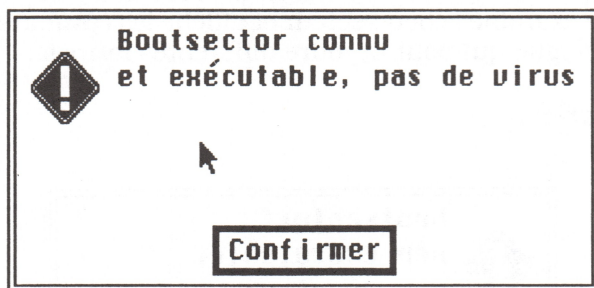 Bootsector connu
et exécutable, pas de virus
Confirmer